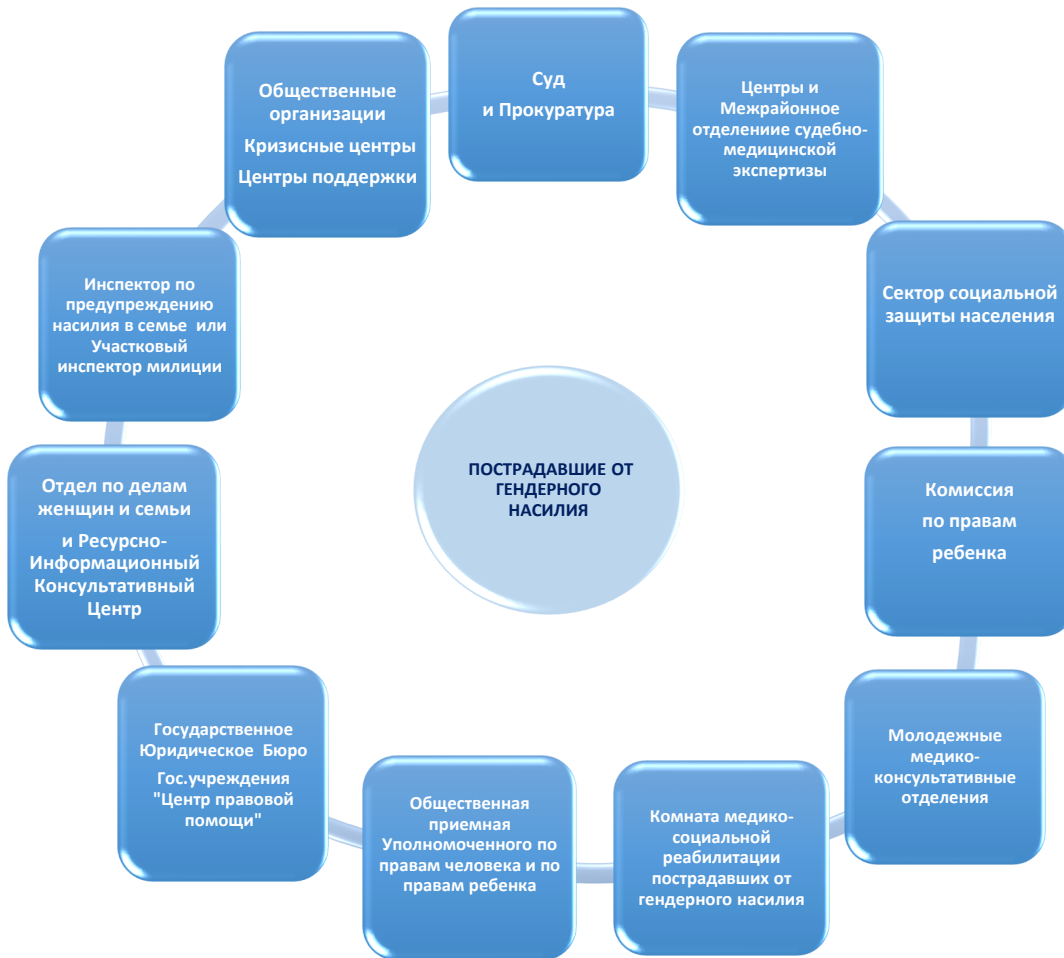 Суд
и Прокуратура
Центры и
Межрайонное
отделениие судебно-
медицинской
экспертизы
Сектор социальной
защиты населения
Комиссия
по правам
ребенка
Молодежные
медико-
консультативные
отделения
Комната медико-
социальной
реабилитации
пострадавших от
гендерного насилия
Общественная
приемная
Уполномоченного по
правам человека и по
правам ребенка
Государственное
Юридическое Бюро
Гос.учреждения
"Центр правовой
помощи"
Отдел по делам
женщин и семьи
и Ресурсно-
Информационный
Консультативный
Центр
Инспектор по
предупреждению
насилия в семье или
Участковый
инспектор милиции
Общественные
организации
Кризисные центры
Центры поддержки
ПОСТРАДАВШИЕ ОТ
ГЕНДЕРНОГО
НАСИЛИЯ